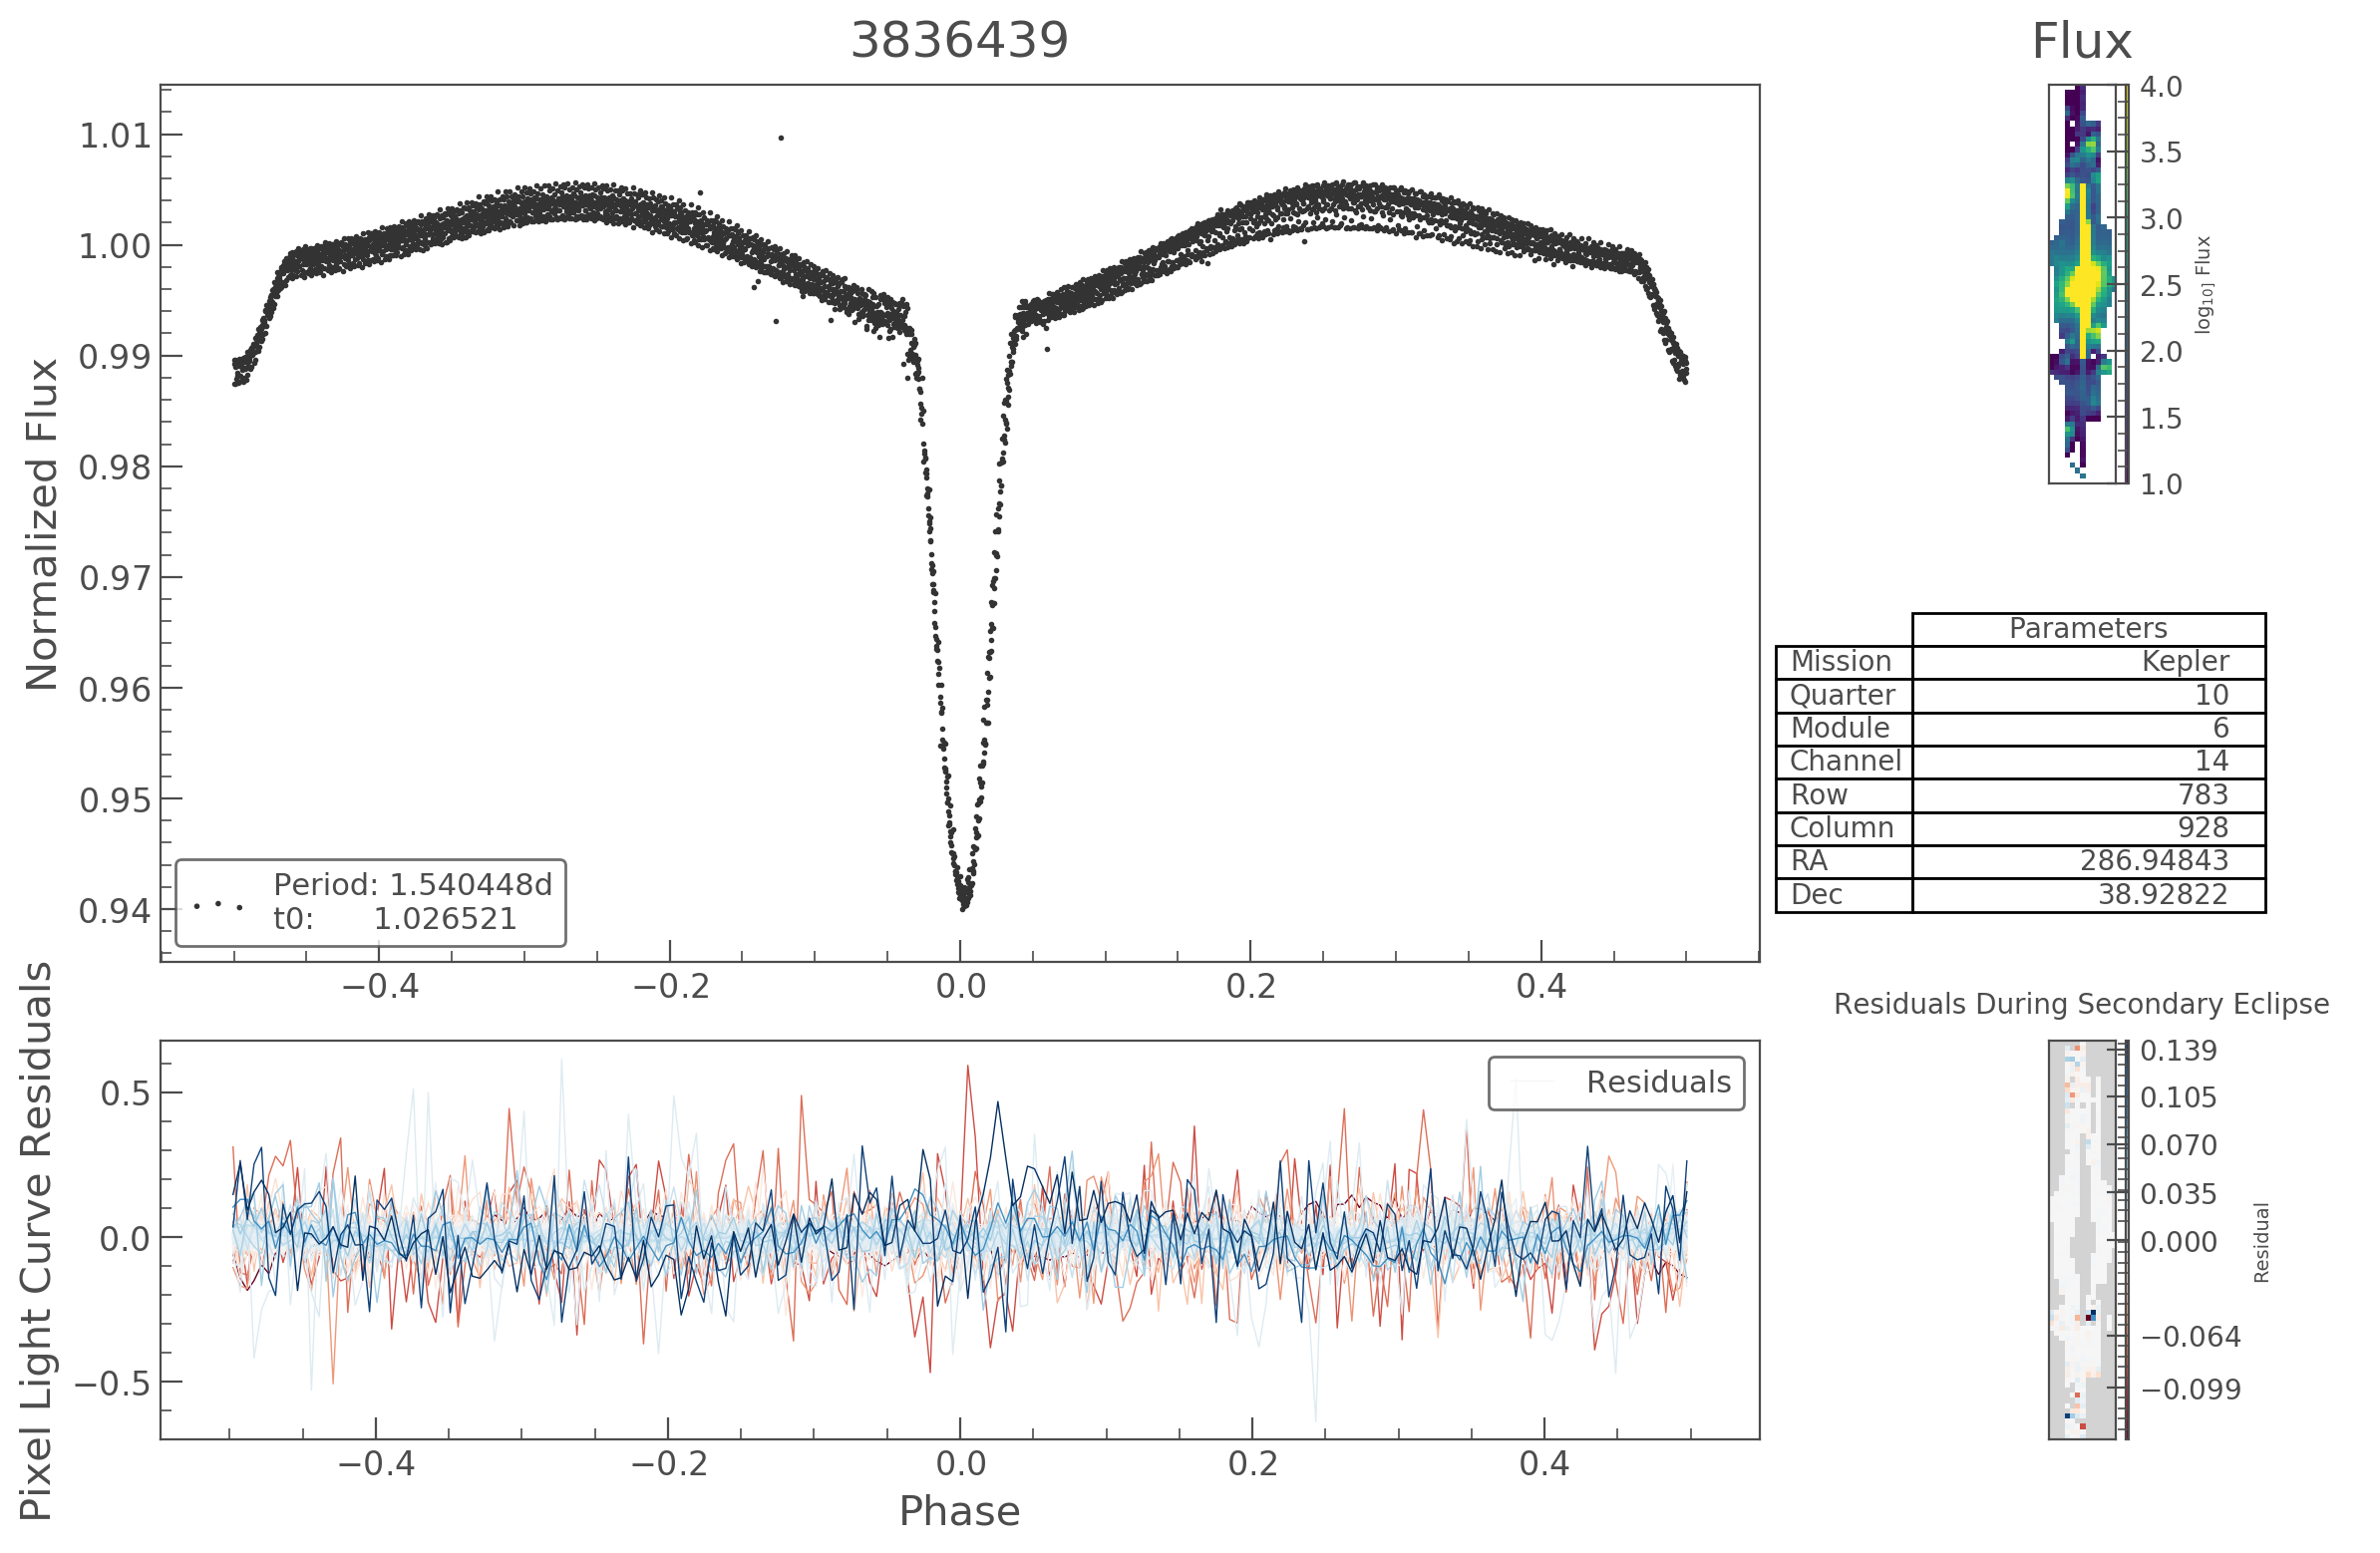 3836439
Flux
Normalized Flux
1.01
1.00
0.99
0.98
0.97
0.96
0.95
0.94
Period: 1.540448d
t0: 1.026521
−0.4
−0.2
0.0
0.2
0.4
4.0
3.5
3.0
2.5
2.0
1.5
1.0
log10] Flux
Parameters
Mission Kepler
Quarter 10
Module 6
Channel 14
Row 783
Column 928
RA 286.94843
Dec 38.92822
Pixel Light Curve Residuals
0.5
0.0
−0.5
Residuals
−0.4
−0.2
0.0
0.2
0.4
Phase
Residuals During Secondary Eclipse
0.139
0.105
0.070
0.035
0.000
−0.064
−0.099
Residual